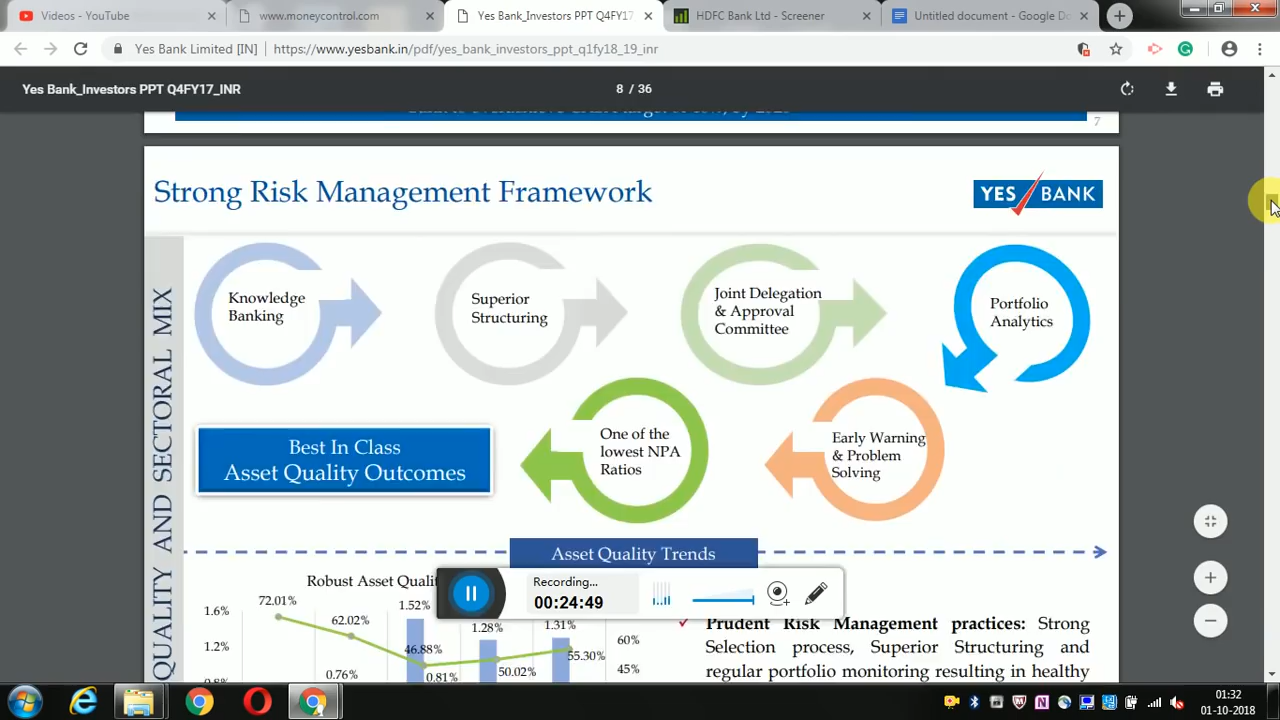 Videos - YouTube
www.moneycontrol.com
Yes Bank_Investors PPT Q4FY17
HDFC Bank Ltd - Screener
Untitled document - Google Do
Yes Bank Limited [IN]
https://www.yesbank.in/pdf/yes_bank_investors_ppt_q1fy18_19_inr
Yes Bank_Investors PPT Q4FY17_INR
8 / 36
7
Strong Risk Management Framework
YES BANK
QUALITY AND SECTORAL MIX
Knowledge
Banking
Superior
Structuring
Joint Delegation
& Approval
Committee
Portfolio
Analytics
Best In Class
Asset Quality Outcomes
One of the
lowest NPA
Ratios
Early Warning
& Problem
Solving
Asset Quality Trends
Robust Asset Quali
1.6%
1.2%
0.8%
72.01%
62.02%
0.76%
1.52%
46.88%
0.81%
1.28%
50.02%
1.31%
55.30%
60%
45%
Recording...
00:24:49
Prudent Risk Management practices: Strong
Selection process, Superior Structuring and
regular portfolio monitoring resulting in healthy
01:32
01-10-2018